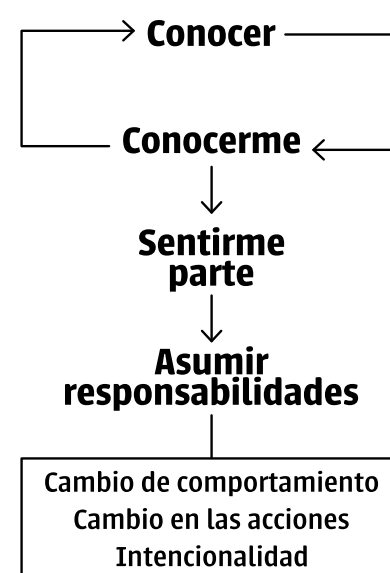 Conocer
Conocerme
Sentirme
parte
Asumir
responsabilidades
Cambio de comportamiento
Cambio en las acciones
Intencionalidad